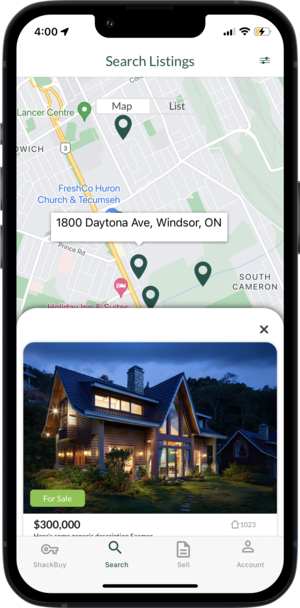 4:00
Search Listings
Lancer Centre
Map
List
DWICH
3
FreshCo Huron
Church & Tecumseh
1800 Daytona Ave, Windsor, ON
Prince Rd
SOUTH
CAMERON
Holiday Inn & Suites
For Sale
$300,000
1023
Here's some generic description
ShackBuy
Search
Sell
Account